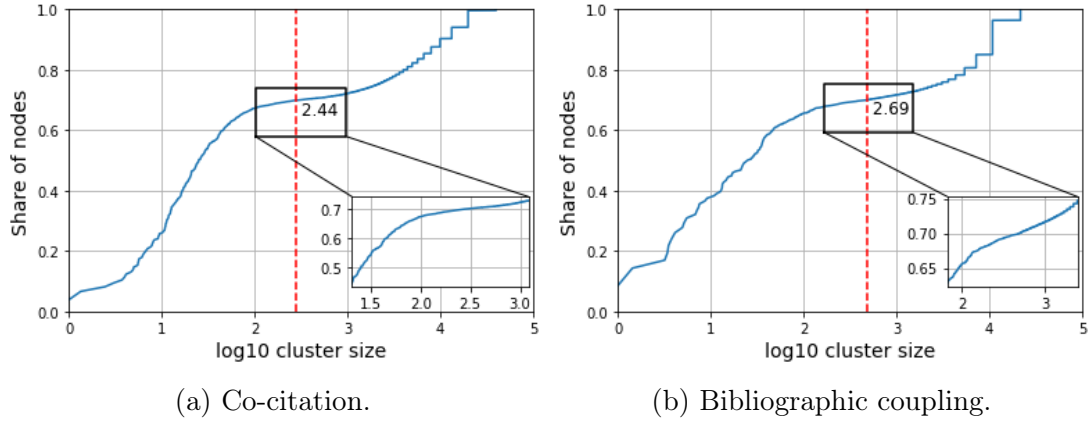 1.0
0.8
0.6
0.4
0.2
0.0
Share of nodes
2.44
0.7
0.6
0.5
1.5 2.0 2.5 3.0
0 1 2 3 4 5
log10 cluster size
(a) Co-citation.
1.0
0.8
0.6
0.4
0.2
0.0
Share of nodes
2.69
0.75
0.70
0.65
2 3
0 1 2 3 4 5
log10 cluster size
(b) Bibliographic coupling.